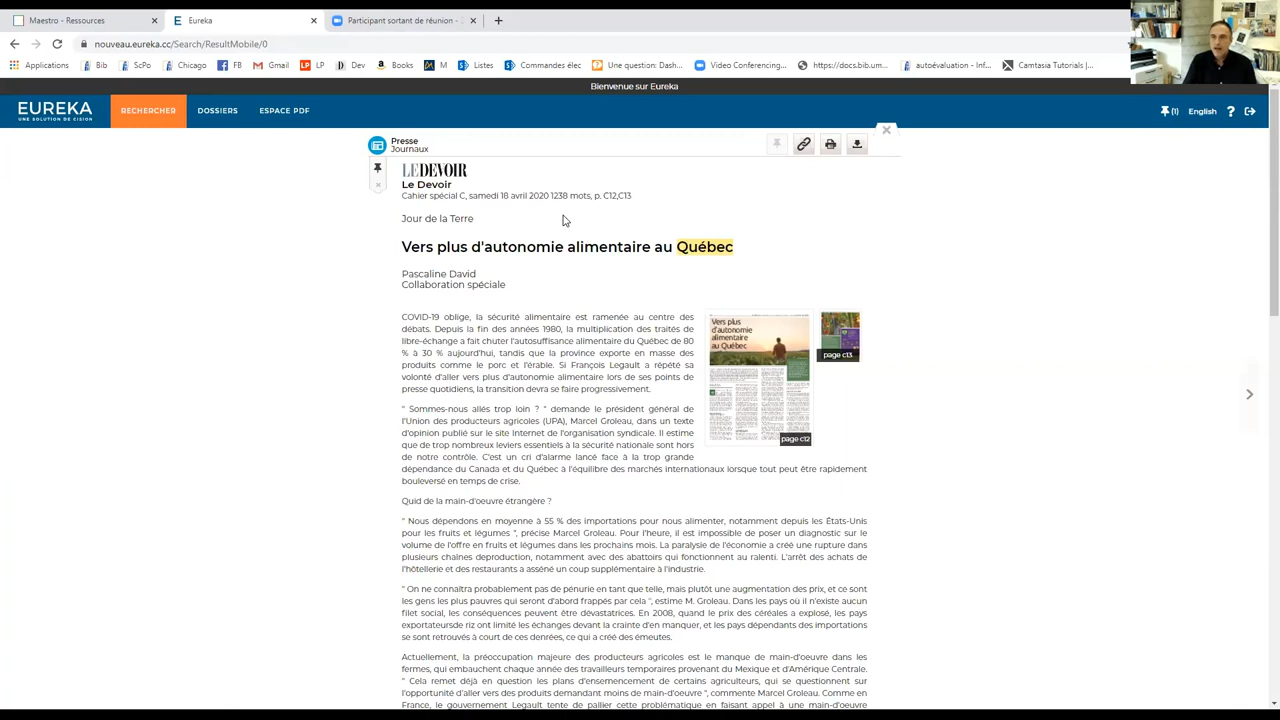 Maestro - Ressources
Eureka
Participant sortant de réunion -
nouveau.eureka.cc/Search/ResultMobile/0
Applications Bib ScPo Chicago FB Gmail LP Dev Books M Listes Commandes élec Une question: Dash... Video Conferencing... https://docs.bib.um... autoévaluation - Inf... Camtasia Tutorials |...
Bienvenue sur Eureka
EUREKA
UNE SOLUTION DE CISION
RECHERCHER DOSSIERS ESPACE PDF
(1) English ?
Presse
Journaux
LE DEVOIR
Le Devoir
Cahier spécial C, samedi 18 avril 2020 1238 mots, p. C12,C13
Jour de la Terre
Vers plus d'autonomie alimentaire au Québec
Pascaline David
Collaboration spéciale
COVID-19 oblige, la sécurité alimentaire est ramenée au centre des
débats. Depuis la fin des années 1980, la multiplication des traités de
libre-échange a fait chuter l'autosuffisance alimentaire du Québec de 80
% à 30 % aujourd'hui, tandis que la province exporte en masse des
produits comme le porc et l'érable. Si François Legault a répété sa
volonté d'aller vers plus d'autonomie alimentaire lors de ses points de
presse quotidiens, la transition devra se faire progressivement.
Vers plus
d'autonomie
alimentaire
au Québec
page c12
page c13
" Sommes-nous allés trop loin ? " demande le président général de
l'Union des producteurs agricoles (UPA), Marcel Groleau, dans un texte
d'opinion publié sur le site Internet de l'organisation syndicale. Il estime
que de trop nombreux leviers essentiels à la sécurité nationale sont hors
de notre contrôle. C'est un cri d'alarme lancé face à la trop grande
dépendance du Canada et du Québec à l'équilibre des marchés internationaux lorsque tout peut être rapidement
bouleversé en temps de crise.
Quid de la main-d'oeuvre étrangère ?
" Nous dépendons en moyenne à 55 % des importations pour nous alimenter, notamment depuis les États-Unis
pour les fruits et légumes ", précise Marcel Groleau. Pour l'heure, il est impossible de poser un diagnostic sur le
volume de l'offre en fruits et légumes dans les prochains mois. La paralysie de l'économie a créé une rupture dans
plusieurs chaînes deproduction, notamment avec des abattoirs qui fonctionnent au ralenti. L'arrêt des achats de
l'hôtellerie et des restaurants a asséné un coup supplémentaire à l'industrie.
" On ne connaîtra probablement pas de pénurie en tant que telle, mais plutôt une augmentation des prix, et ce sont
les gens les plus pauvres qui seront d'abord frappés par cela ", estime M. Groleau. Dans les pays où il n'existe aucun
filet social, les conséquences peuvent être dévastatrices. En 2008, quand le prix des céréales a explosé, les pays
exportateursde riz ont limité les échanges devant la crainte d'en manquer, et les pays dépendants des importations
se sont retrouvés à court de ces denrées, ce qui a créé des émeutes.
Actuellement, la préoccupation majeure des producteurs agricoles est le manque de main-d'oeuvre dans les
fermes, qui embauchent chaque année des travailleurs temporaires provenant du Mexique et d'Amérique Centrale.
" Cela remet déjà en question les plans d'ensemencement de certains agriculteurs, qui se questionnent sur
l'opportunité d'aller vers des produits demandant moins de main-d'oeuvre ", commente Marcel Groleau. Comme en
France, le gouvernement Legault tente de pallier cette problématique en faisant appel à une main-d'oeuvre